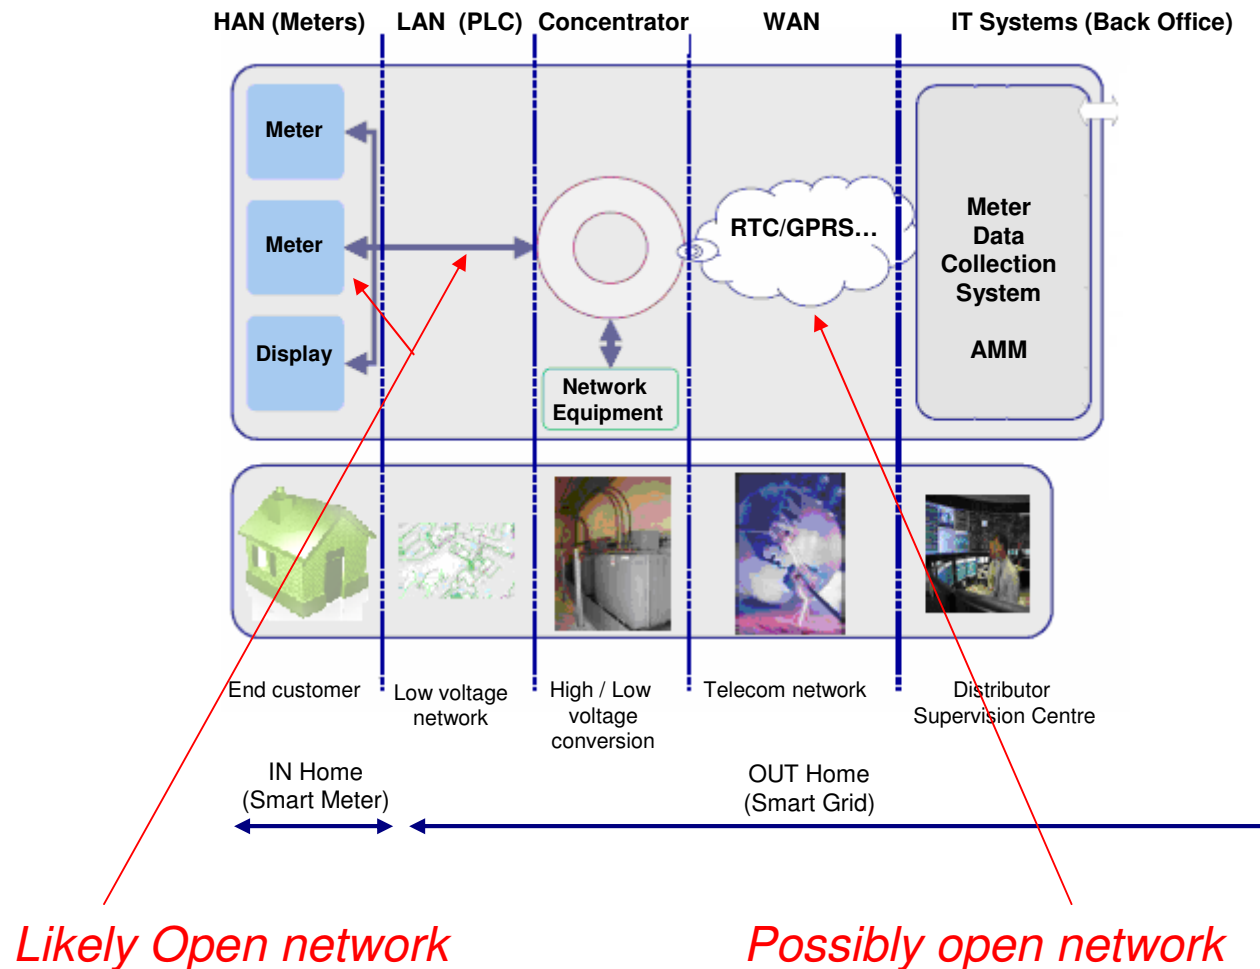 HAN (Meters) LAN (PLC) Concentrator WAN IT Systems (Back Office)
Meter
Meter
Display
Network
Equipment
RTC/GPRS…
Meter
Data
Collection
System
AMM
End customer
Low voltage
network
High / Low
voltage
conversion
Telecom network
Distributor
Supervision Centre
IN Home
(Smart Meter)
OUT Home
(Smart Grid)
Likely Open network
Possibly open network